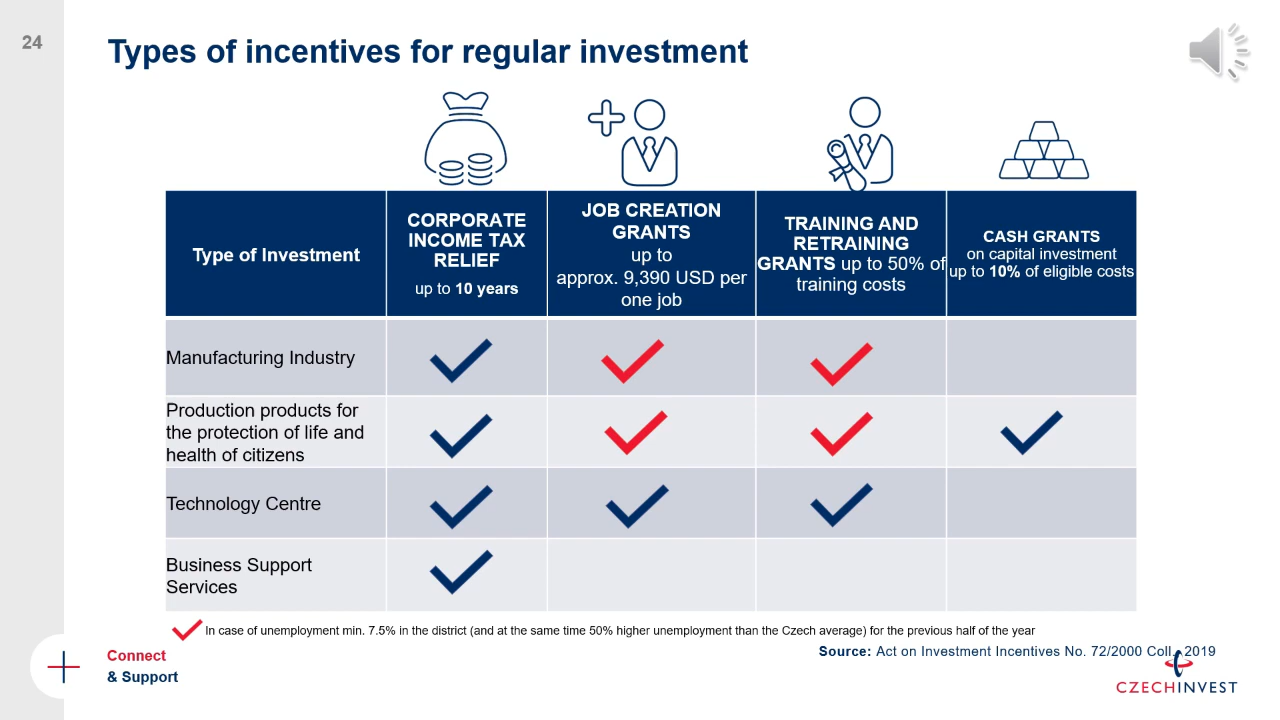 24
Types of incentives for regular investment
Type of Investment
CORPORATE
INCOME TAX
RELIEF
up to 10 years
JOB CREATION
GRANTS
up to
approx. 9,390 USD per
one job
TRAINING AND
RETRAINING
GRANTS up to 50% of
training costs
CASH GRANTS
on capital investment
up to 10% of eligible costs
Manufacturing Industry
Production products for
the protection of life and
health of citizens
Technology Centre
Business Support
Services
In case of unemployment min. 7.5% in the district (and at the same time 50% higher unemployment than the Czech average) for the previous half of the year
Source: Act on Investment Incentives No. 72/2000 Coll., 2019
Connect
& Support
CZECHINVEST